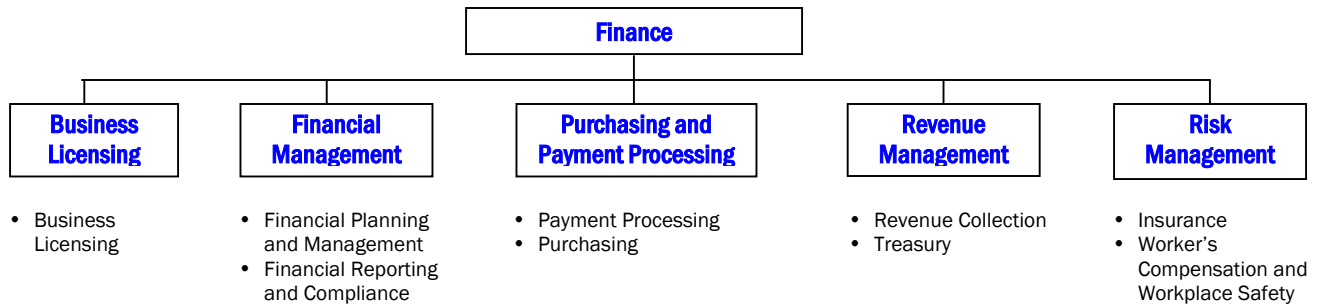 Finance
Business
Licensing
Financial
Management
Purchasing and
Payment Processing
Revenue
Management
Risk
Management
• Business
Licensing
• Financial Planning
and Management
• Financial Reporting
and Compliance
• Payment Processing
• Purchasing
• Revenue Collection
• Treasury
• Insurance
• Worker’s
Compensation and
Workplace Safety